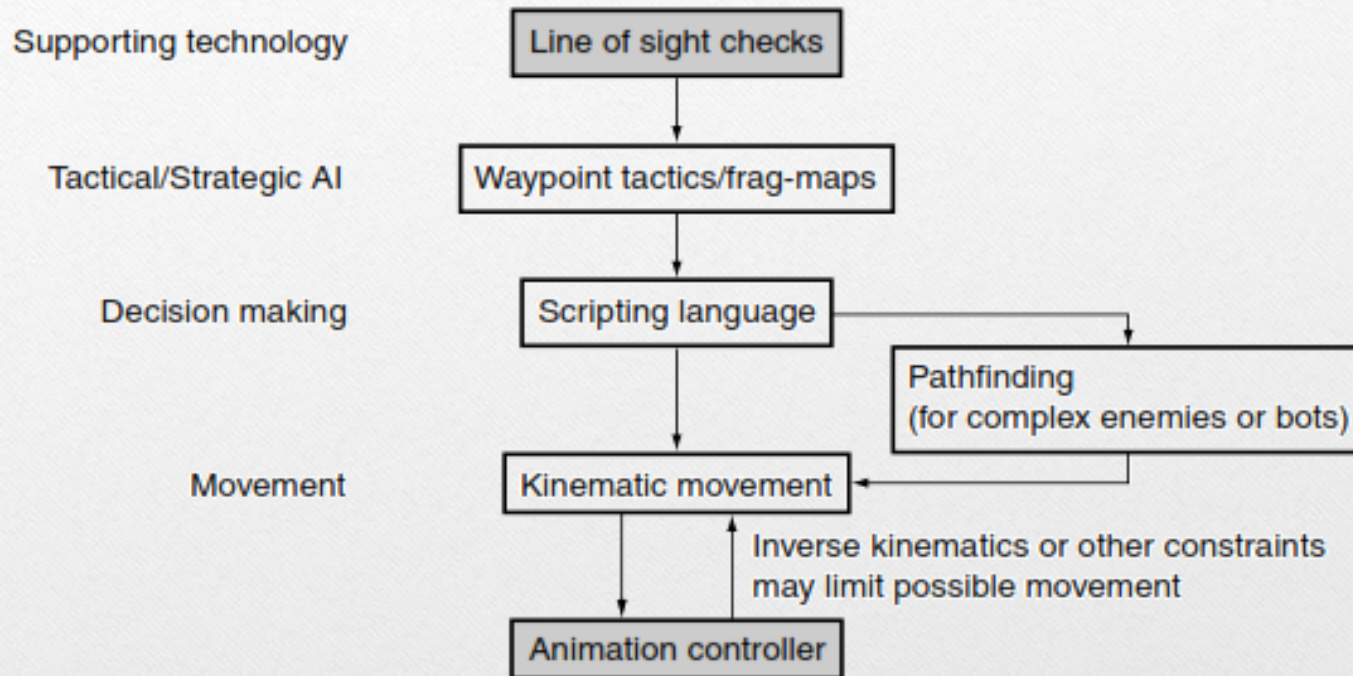 Supporting technology
Line of sight checks
Tactical/Strategic AI
Waypoint tactics/frag-maps
Decision making
Scripting language
Pathfinding
(for complex enemies or bots)
Movement
Kinematic movement
Inverse kinematics or other constraints
may limit possible movement
Animation controller